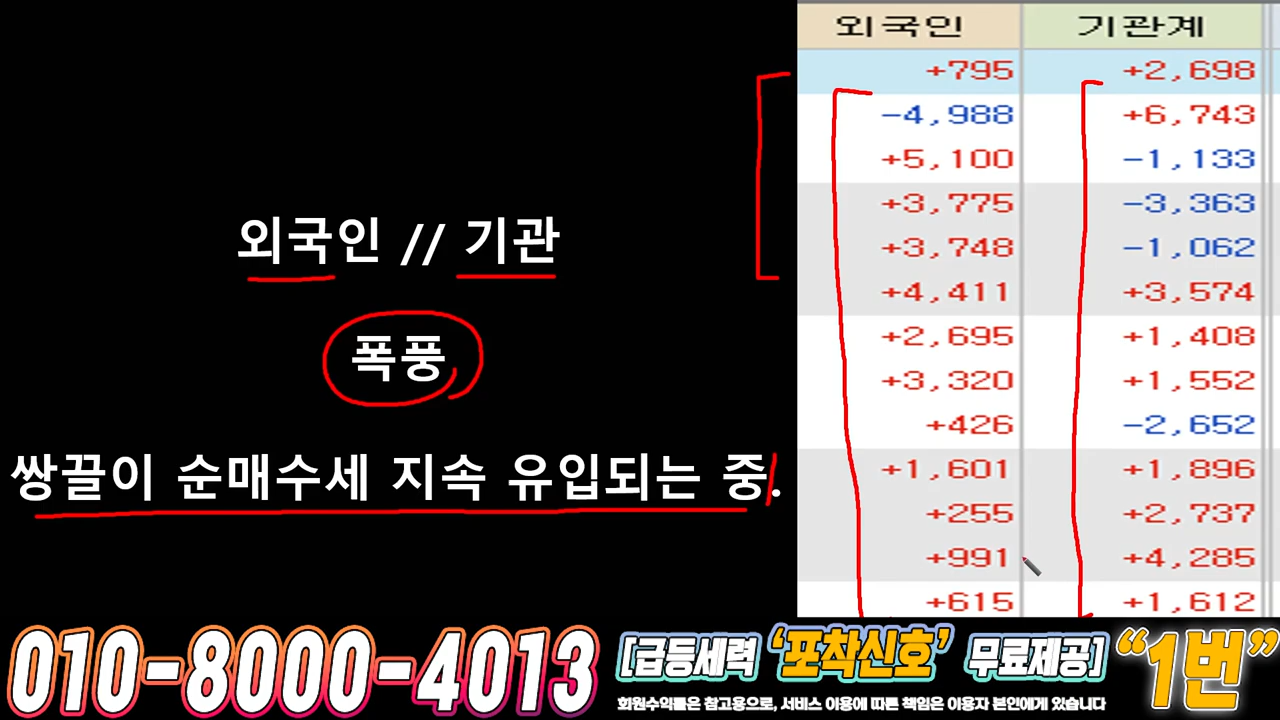 외국인 // 기관
폭풍
쌍끌이 순매수세 지속 유입되는 중.
외국인 기관계
+795 +2,698
-4,988 +6,743
+5,100 -1,133
+3,775 -3,363
+3,748 -1,062
+4,411 +3,574
+2,695 +1,408
+3,320 +1,552
+426 -2,652
+1,601 +1,896
+255 +2,737
+991 +4,285
+615 +1,612
010-8000-4013 [급등세력 '포착신호' 무료제공] "1번"
회원수익률은 참고용으로, 서비스 이용에 따른 책임은 이용자 본인에게 있습니다